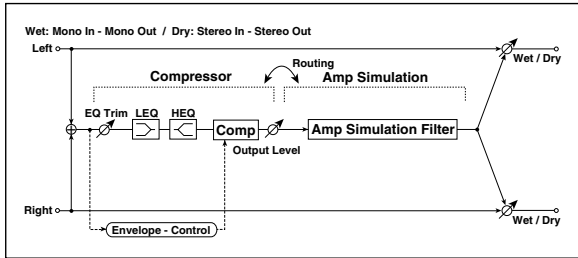 Wet: Mono In - Mono Out / Dry: Stereo In - Stereo Out
Left
Wet / Dry
Routing
Compressor
Amp Simulation
EQ Trim
LEQ
HEQ
Comp
Output Level
Amp Simulation Filter
Right
Wet / Dry
Envelope - Control